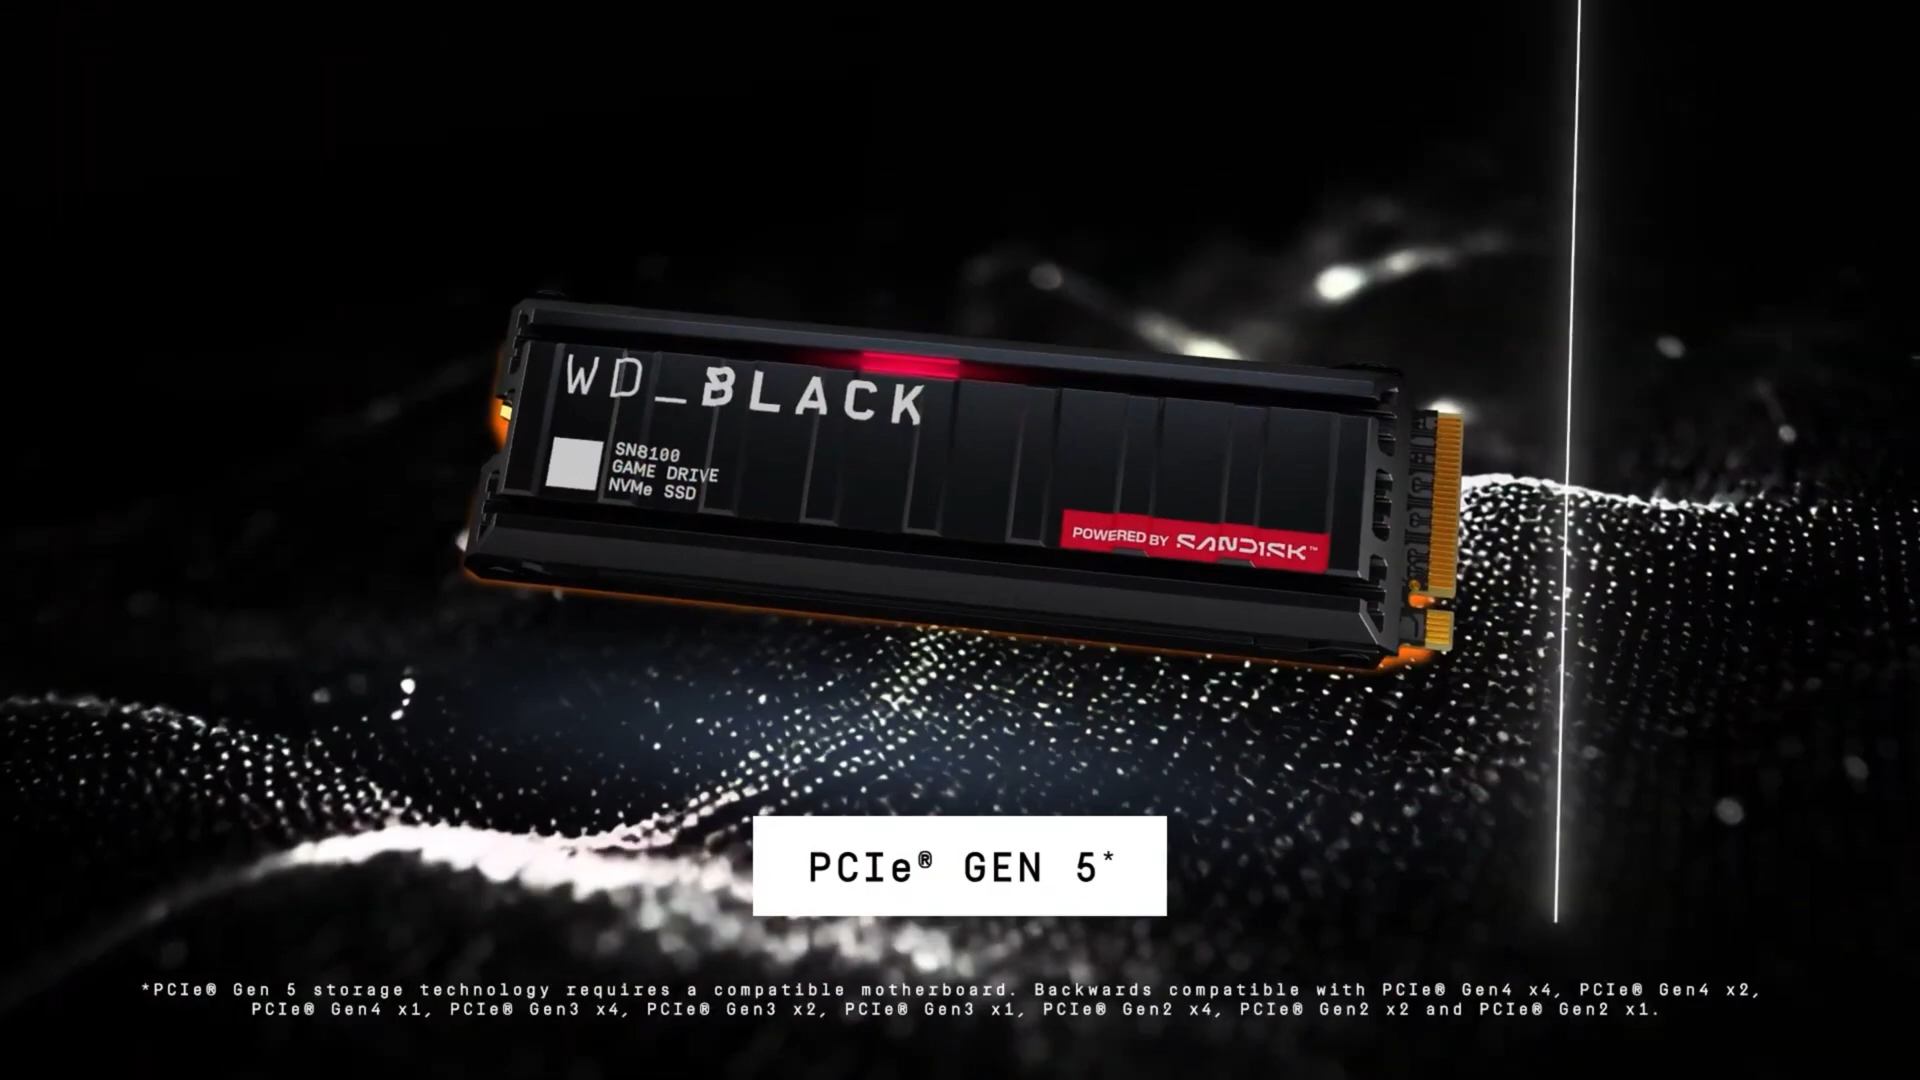 WD_BLACK
SN8100
GAME DRIVE
NVMe SSD
POWERED BY SANDISK™
PCIe® GEN 5*
*PCIe® Gen 5 storage technology requires a compatible motherboard. Backwards compatible with PCIe® Gen4 x4, PCIe® Gen4 x2,
PCIe® Gen4 x1, PCIe® Gen3 x4, PCIe® Gen3 x2, PCIe® Gen3 x1, PCIe® Gen2 x4, PCIe® Gen2 x2 and PCIe® Gen2 x1.